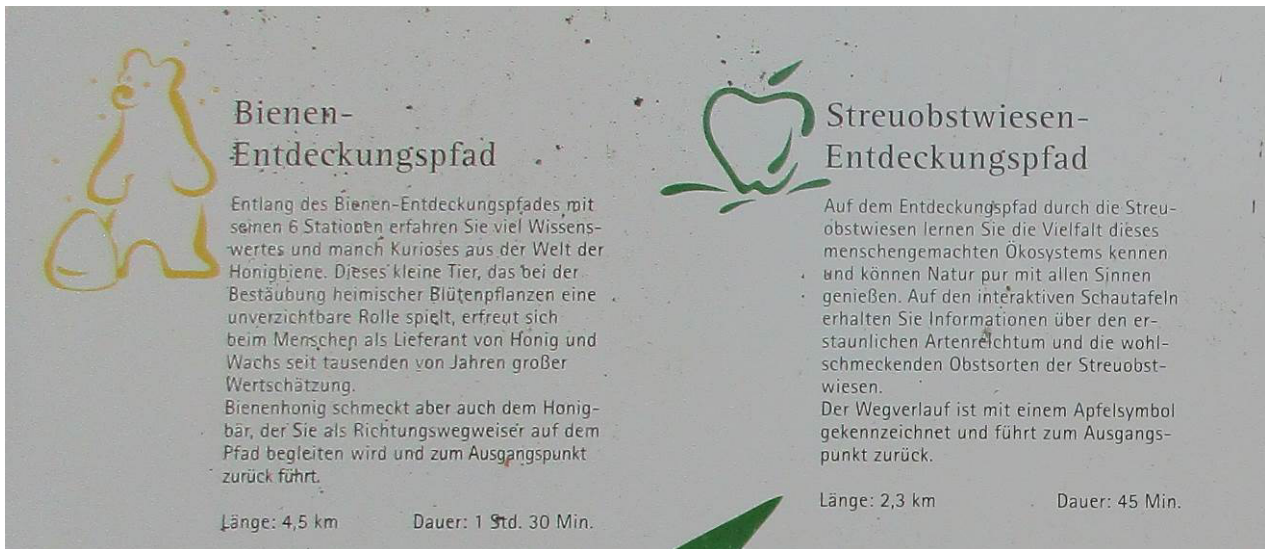 Bienen-
Entdeckungspfad
Entlang des Bienen-Entdeckungspfades mit
seinen 6 Stationen erfahren Sie viel Wissens-
wertes und manch Kurioses aus der Welt der
Honigbiene. Dieses kleine Tier, das bei der
Bestäubung heimischer Blütenpflanzen eine
unverzichtbare Rolle spielt, erfreut sich
beim Menschen als Lieferant von Honig und
Wachs seit tausenden von Jahren großer
Wertschätzung.
Bienenhonig schmeckt aber auch dem Honig-
bär, der Sie als Richtungswegweiser auf dem
Pfad begleiten wird und zum Ausgangspunkt
zurück führt.
Länge: 4,5 km Dauer: 1 Std. 30 Min.
Streuobstwiesen-
Entdeckungspfad
Auf dem Entdeckungspfad durch die Streu-
obstwiesen lernen Sie die Vielfalt dieses
menschengemachten Ökosystems kennen
und können Natur pur mit allen Sinnen
genießen. Auf den interaktiven Schautafeln
erhalten Sie Informationen über den er-
staunlichen Artenreichtum und die wohl-
schmeckenden Obstsorten der Streuobst-
wiesen.
Der Wegverlauf ist mit einem Apfelsymbol
gekennzeichnet und führt zum Ausgangs-
punkt zurück.
Länge: 2,3 km Dauer: 45 Min.